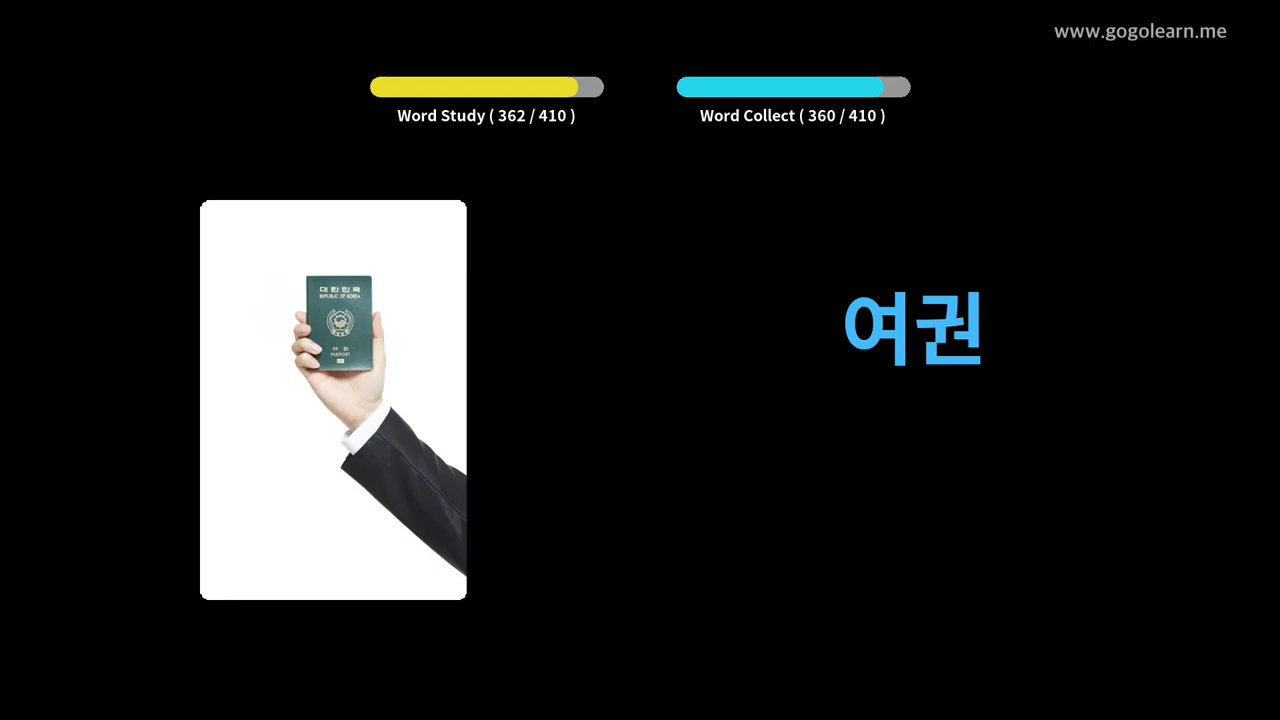 www.gogolearn.me
Word Study ( 362 / 410 )
Word Collect ( 360 / 410 )
대한민국
REPUBLIC OF KOREA
여권
PASSPORT
여권